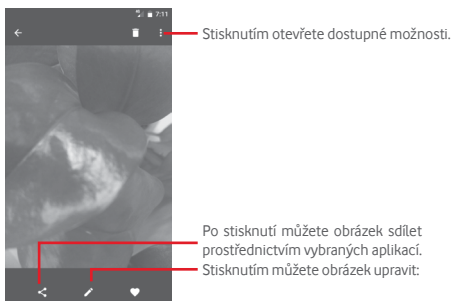 7:11
Stisknutím otevřete dostupné možnosti.
Po stisknutí můžete obrázek sdílet
prostřednictvím vybraných aplikací.
Stisknutím můžete obrázek upravit: